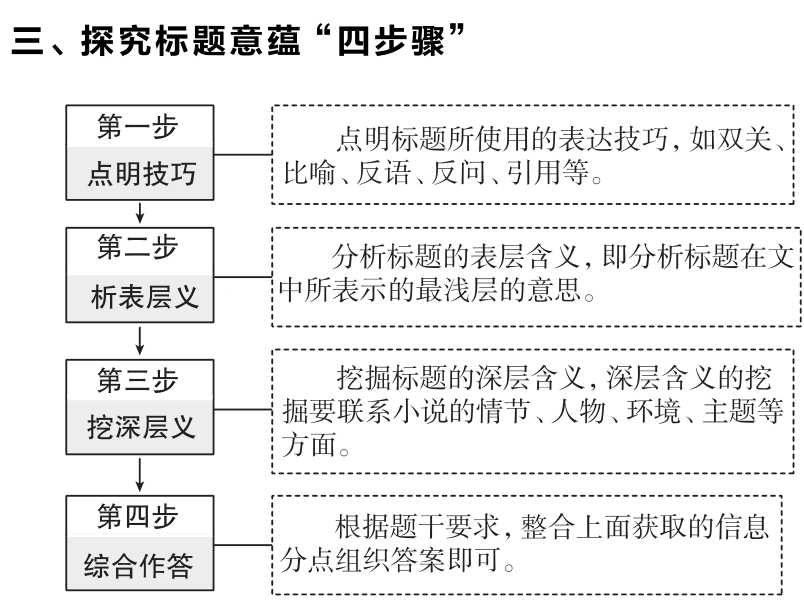 三、探究标题意蕴“四步骤”
第一步
点明技巧
点明标题所使用的表达技巧，如双关、
比喻、反语、反问、引用等。
第二步
析表层义
分析标题的表层含义，即分析标题在文
中所表示的最浅层的意思。
第三步
挖深层义
挖掘标题的深层含义，深层含义的挖
掘要联系小说的情节、人物、环境、主题等
方面。
第四步
综合作答
根据题干要求，整合上面获取的信息
分点组织答案即可。